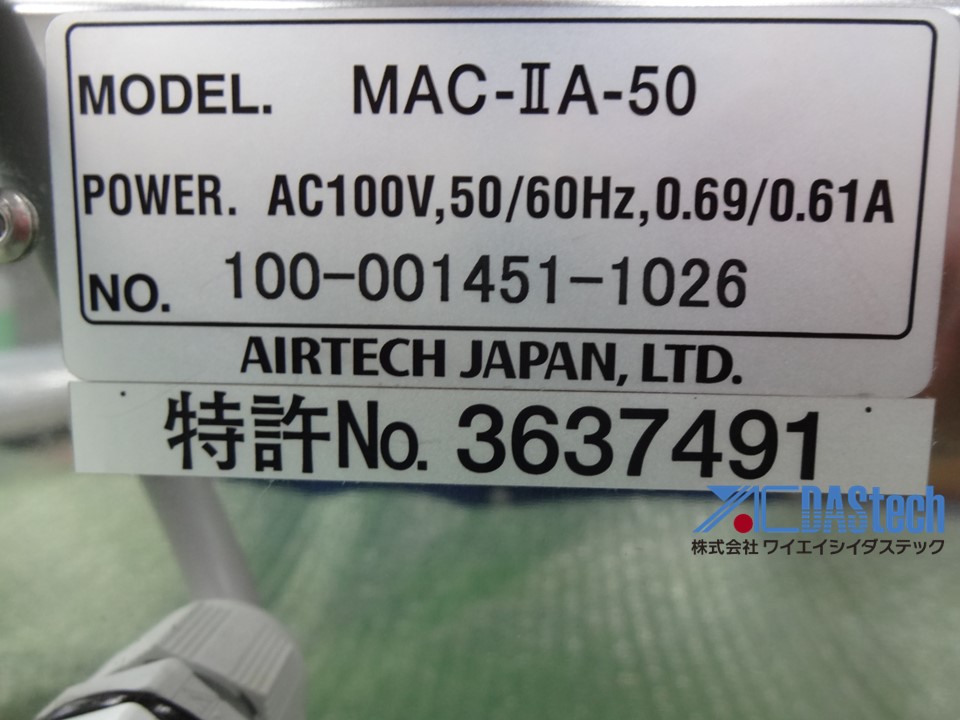 MODEL. MAC-ⅡA-50
POWER. AC100V,50/60Hz,0.69/0.61A
NO. 100-001451-1026
AIRTECH JAPAN, LTD.
特許No. 3637491
YAC DAStech
株式会社 ワイエイシイダステック